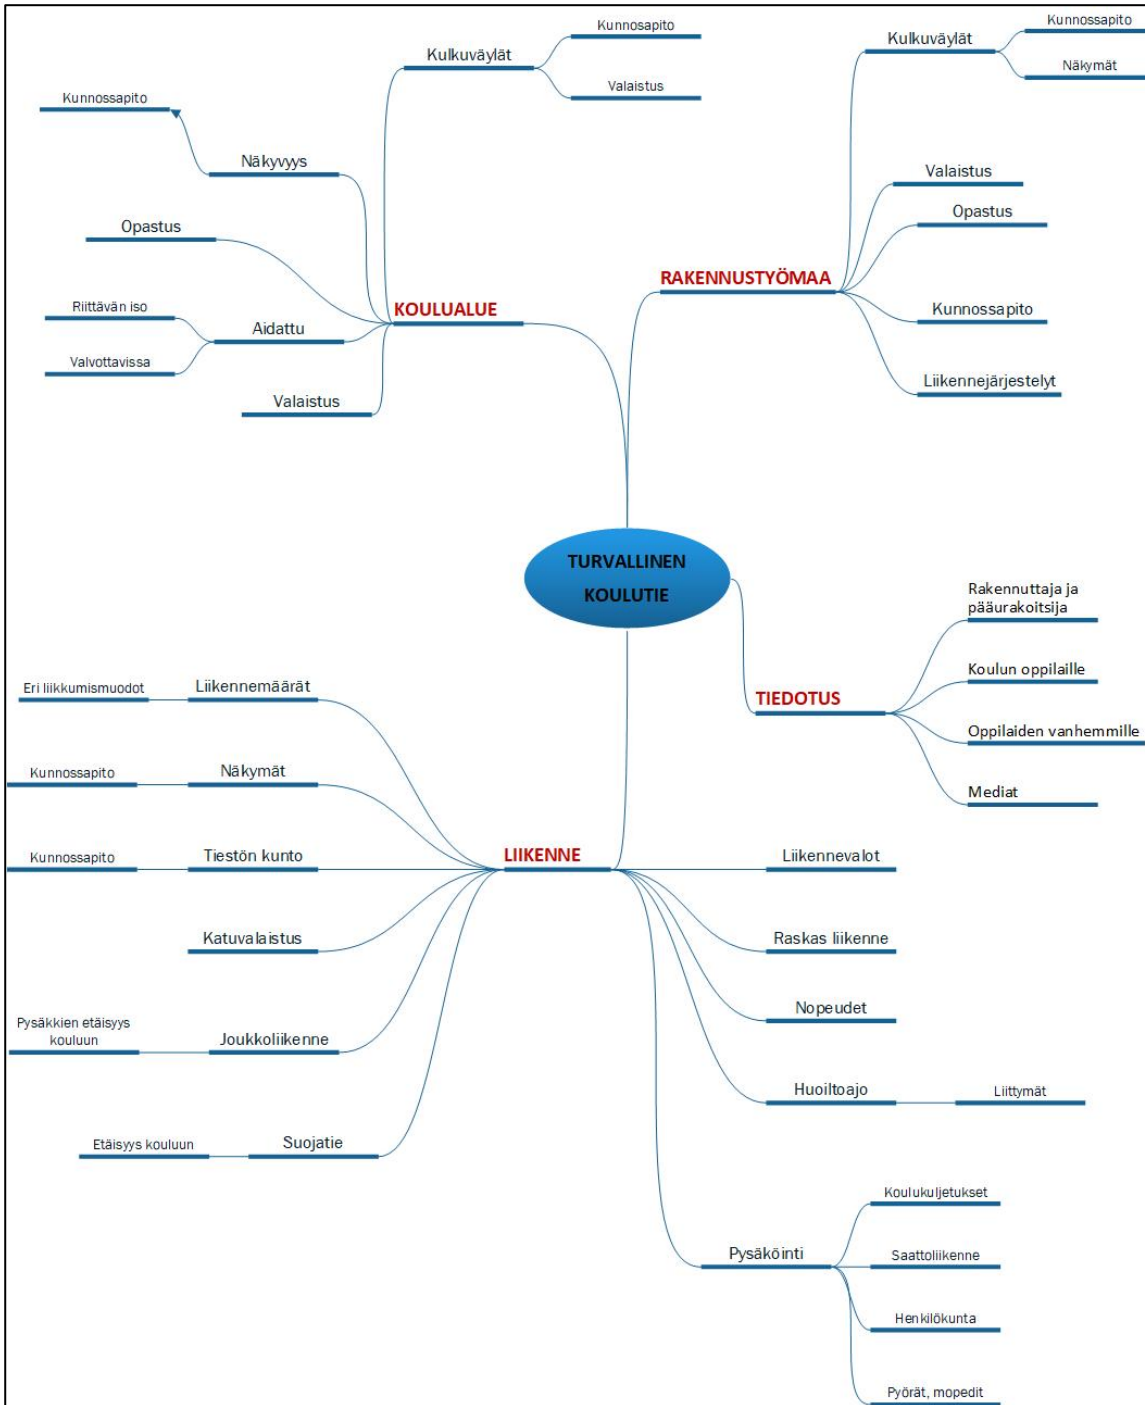 Kulkuväylät
Kunnosapito
Valaistus
Kunnossapito
Näkyvyys
Opastus
Riittävän iso
Aidattu
Valvottavissa
Valaistus
KOULUALUE
Kulkuväylät
Kunnossapito
Näkymät
Valaistus
Opastus
RAKENNUSTYÖMAA
Kunnossapito
Liikennejärjestelyt
TURVALLINEN
KOULUTIE
Rakennuttaja ja
pääurakoitsija
Koulun oppilaille
TIEDOTUS
Oppilaiden vanhemmille
Mediat
Eri liikkumismuodot
Liikennemäärät
Kunnossapito
Näkymät
Kunnossapito
Tiestön kunto
LIIKENNE
Katuvalaistus
Pysäkkien etäisyys
kouluun
Joukkoliikenne
Etäisyys kouluun
Suojatie
Liikennevalot
Raskas liikenne
Nopeudet
Huoiltoajo
Liittymät
Pysäköinti
Koulukuljetukset
Saattoliikenne
Henkilökunta
Pyörät, mopedit